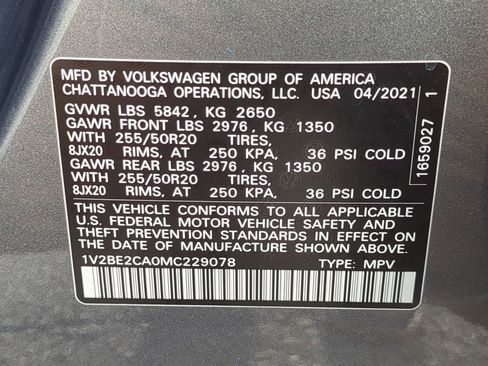 MFD BY VOLKSWAGEN GROUP OF AMERICA
CHATTANOOGA OPERATIONS, LLC. USA 04/2021
GVWR LBS 5842, KG 2650
GAWR FRONT LBS 2976, KG 1350
WITH 255/50R20 TIRES,
8JX20 RIMS, AT 250 KPA, 36 PSI COLD
GAWR REAR LBS 2976, KG 1350
WITH 255/50R20 TIRES,
8JX20 RIMS, AT 250 KPA, 36 PSI COLD
THIS VEHICLE CONFORMS TO ALL APPLICABLE
U.S. FEDERAL MOTOR VEHICLE SAFETY AND
THEFT PREVENTION STANDARDS IN EFFECT ON
THE DATE OF MANUFACTURE SHOWN ABOVE.
1V2BE2CA0MC229078 TYPE: MPV
1659027 1